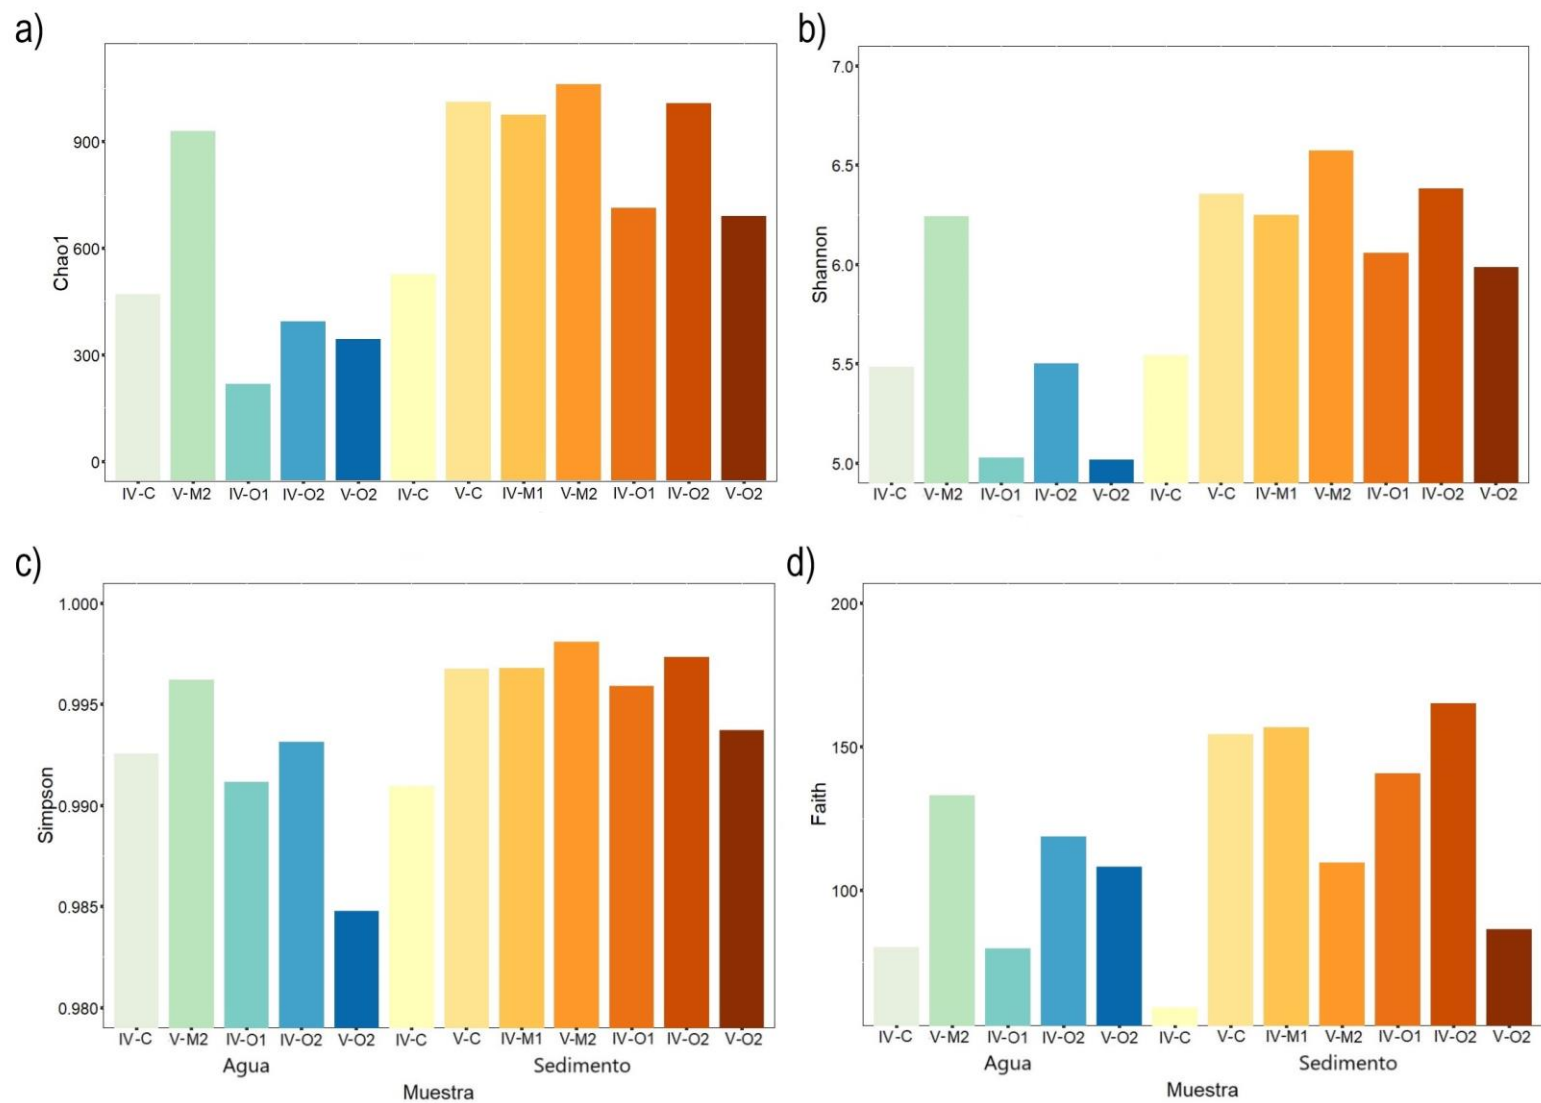 a)
Chao1
900
600
300
0
IV-C V-M2 IV-O1 IV-O2 V-O2 IV-C V-C IV-M1 V-M2 IV-O1 IV-O2 V-O2
b)
Shannon
7.0
6.5
6.0
5.5
5.0
IV-C V-M2 IV-O1 IV-O2 V-O2 IV-C V-C IV-M1 V-M2 IV-O1 IV-O2 V-O2
c)
Simpson
1.000
0.995
0.990
0.985
0.980
IV-C V-M2 IV-O1 IV-O2 V-O2 IV-C V-C IV-M1 V-M2 IV-O1 IV-O2 V-O2
Agua Sedimento
Muestra
d)
Faith
200
150
100
IV-C V-M2 IV-O1 IV-O2 V-O2 IV-C V-C IV-M1 V-M2 IV-O1 IV-O2 V-O2
Agua Sedimento
Muestra